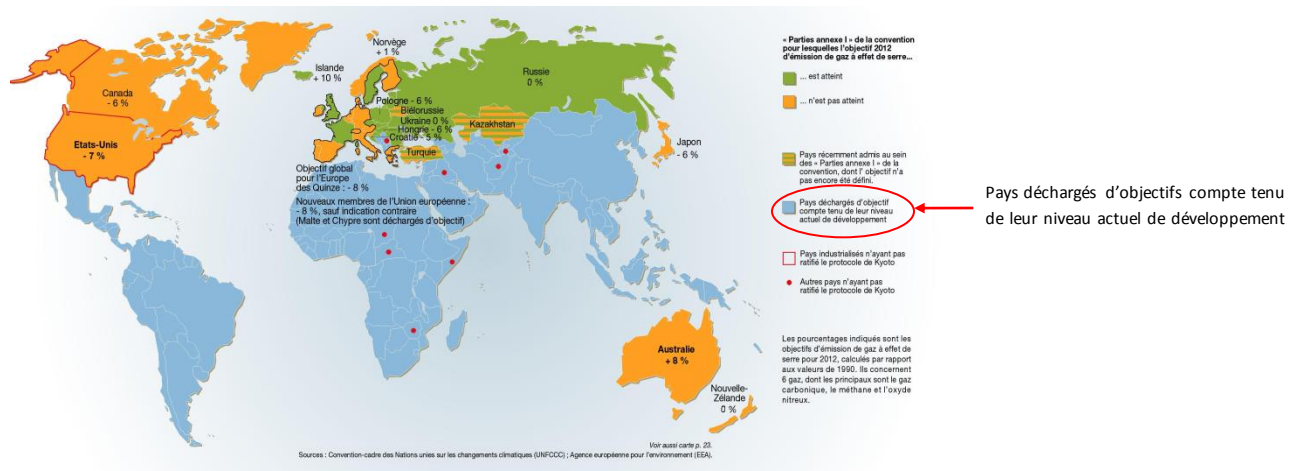 Norvège
+ 1 %
Islande
+ 10 %
Russie
0 %
Canada
- 6 %
Pologne - 6 %
Biélorussie
Ukraine 0 %
Hongrie - 6 %
Croatie - 5 %
Kazakhstan
Turquie
Etats-Unis
- 7 %
Japon
- 6 %
Objectif global
pour l'Europe
des Quinze : - 8 %
Nouveaux membres de l'Union européenne :
- 8 %, sauf indication contraire
(Malte et Chypre sont déchargés d'objectif)
Australie
+ 8 %
Nouvelle-
Zélande
0 %
« Parties annexe I » de la convention
pour lesquelles l'objectif 2012
d'émission de gaz à effet de serre...
... est atteint
... n'est pas atteint
Pays récemment admis au sein
des « Parties annexe I » de la
convention, dont l' objectif n'a
pas encore été défini.
Pays déchargés d'objectif
compte tenu de leur niveau
actuel de développement
Pays industrialisés n'ayant pas
ratifié le protocole de Kyoto
Autres pays n'ayant pas
ratifié le protocole de Kyoto
Les pourcentages indiqués sont les
objectifs d'émission de gaz à effet de
serre pour 2012, calculés par rapport
aux valeurs de 1990. Ils concernent
6 gaz, dont les principaux sont le gaz
carbonique, le méthane et l'oxyde
nitreux.
Pays déchargés d'objectifs compte tenu
de leur niveau actuel de développement
Voir aussi carte p. 23.
Sources : Convention-cadre des Nations unies sur les changements climatiques (UNFCCC) ; Agence européenne pour l'environnement (EEA).